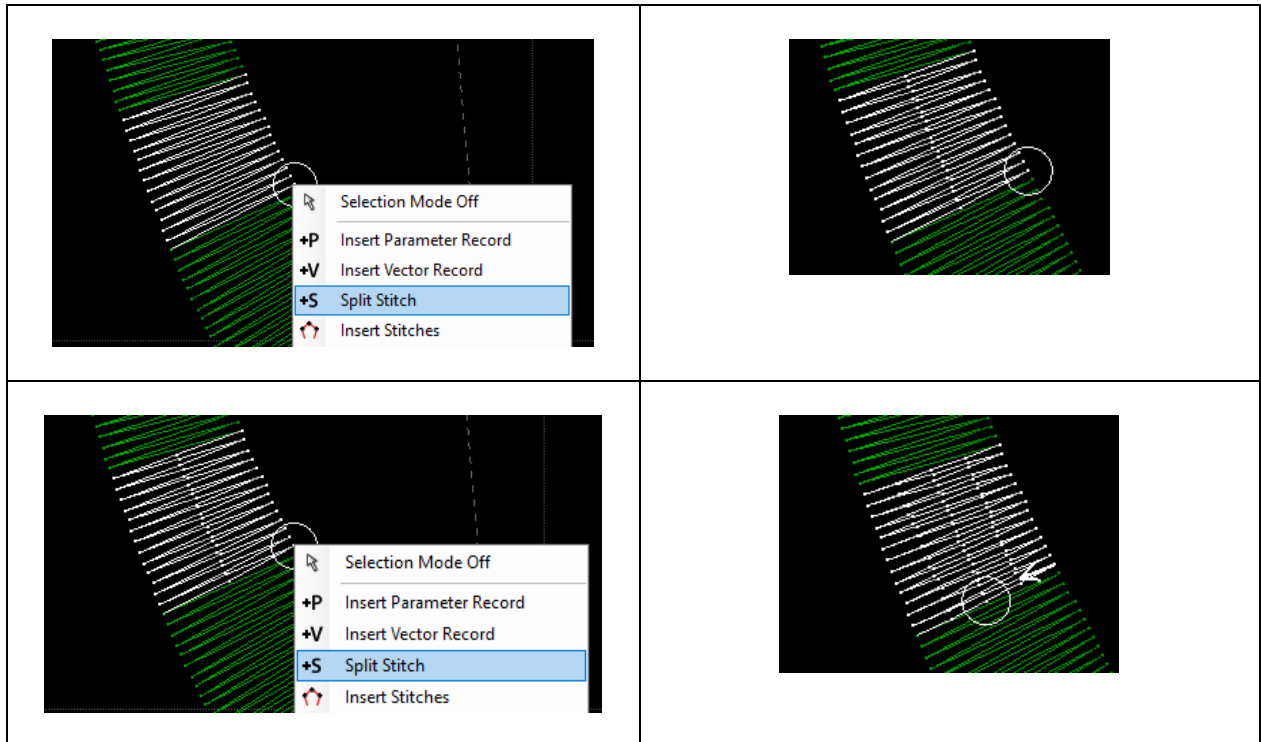 Selection Mode Off
+P Insert Parameter Record
+V Insert Vector Record
+S Split Stitch
Insert Stitches
Selection Mode Off
+P Insert Parameter Record
+V Insert Vector Record
+S Split Stitch
Insert Stitches